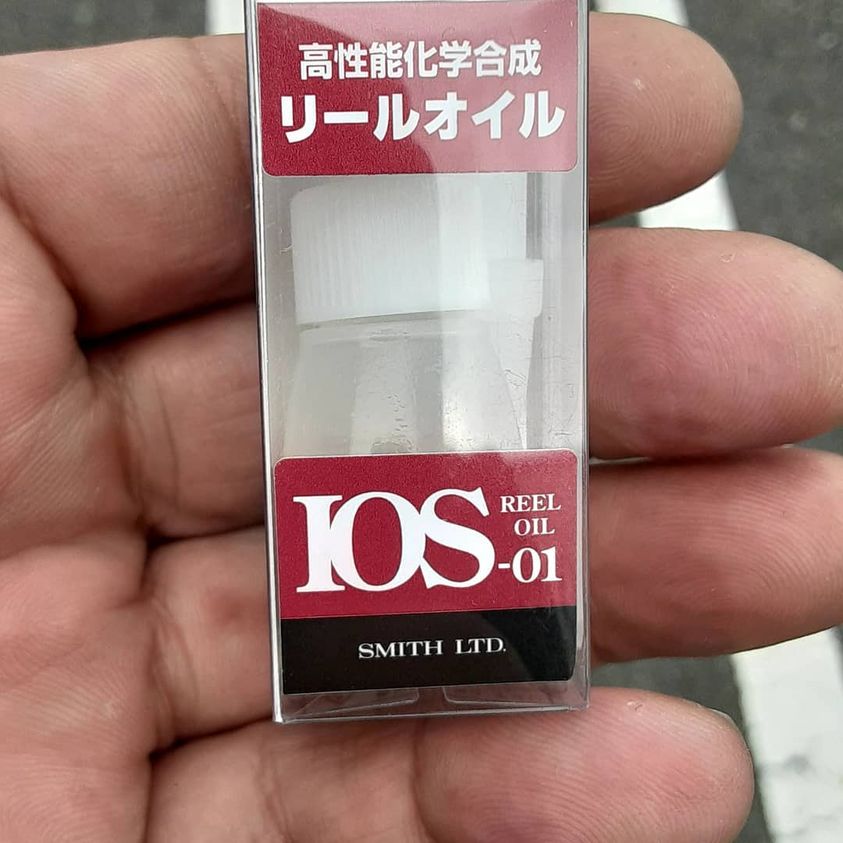 高性能化学合成
リールオイル
IOS REEL
OIL
-01
SMITH LTD.